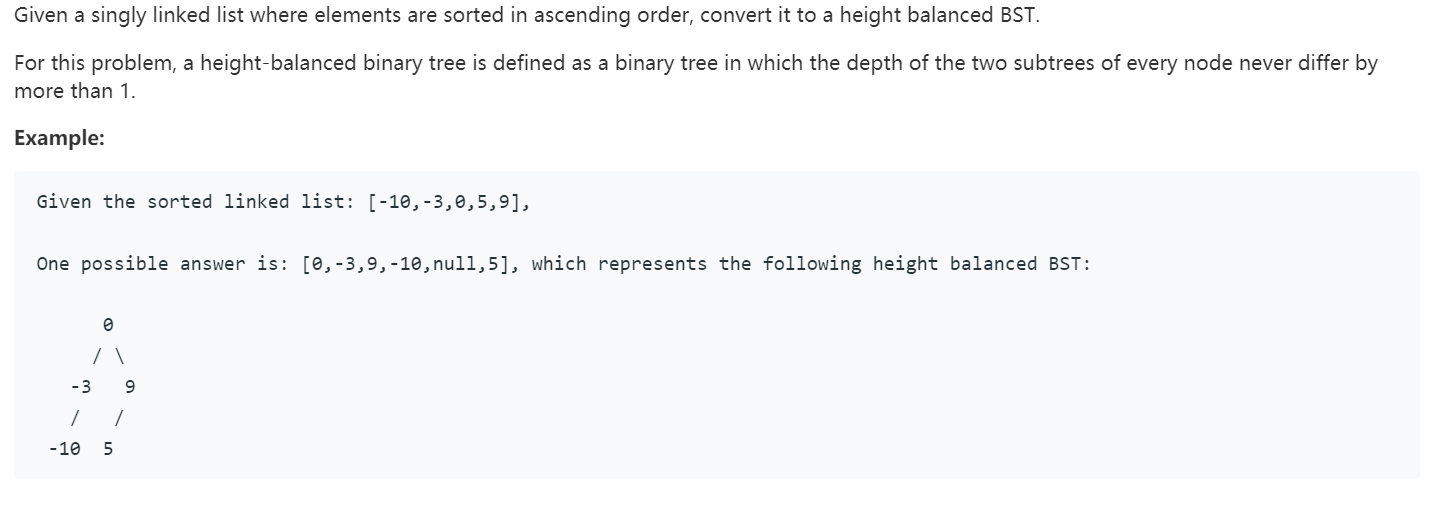 Given a singly linked list where elements are sorted in ascending order, convert it to a height balanced BST.
For this problem, a height-balanced binary tree is defined as a binary tree in which the depth of the two subtrees of every node never differ by
more than 1.
Example:
Given the sorted linked list: [-10,-3,0,5,9],
One possible answer is: [0,-3,9,-10,null,5], which represents the following height balanced BST:
      0
     / \
   -3   9
   /   /
 -10  5